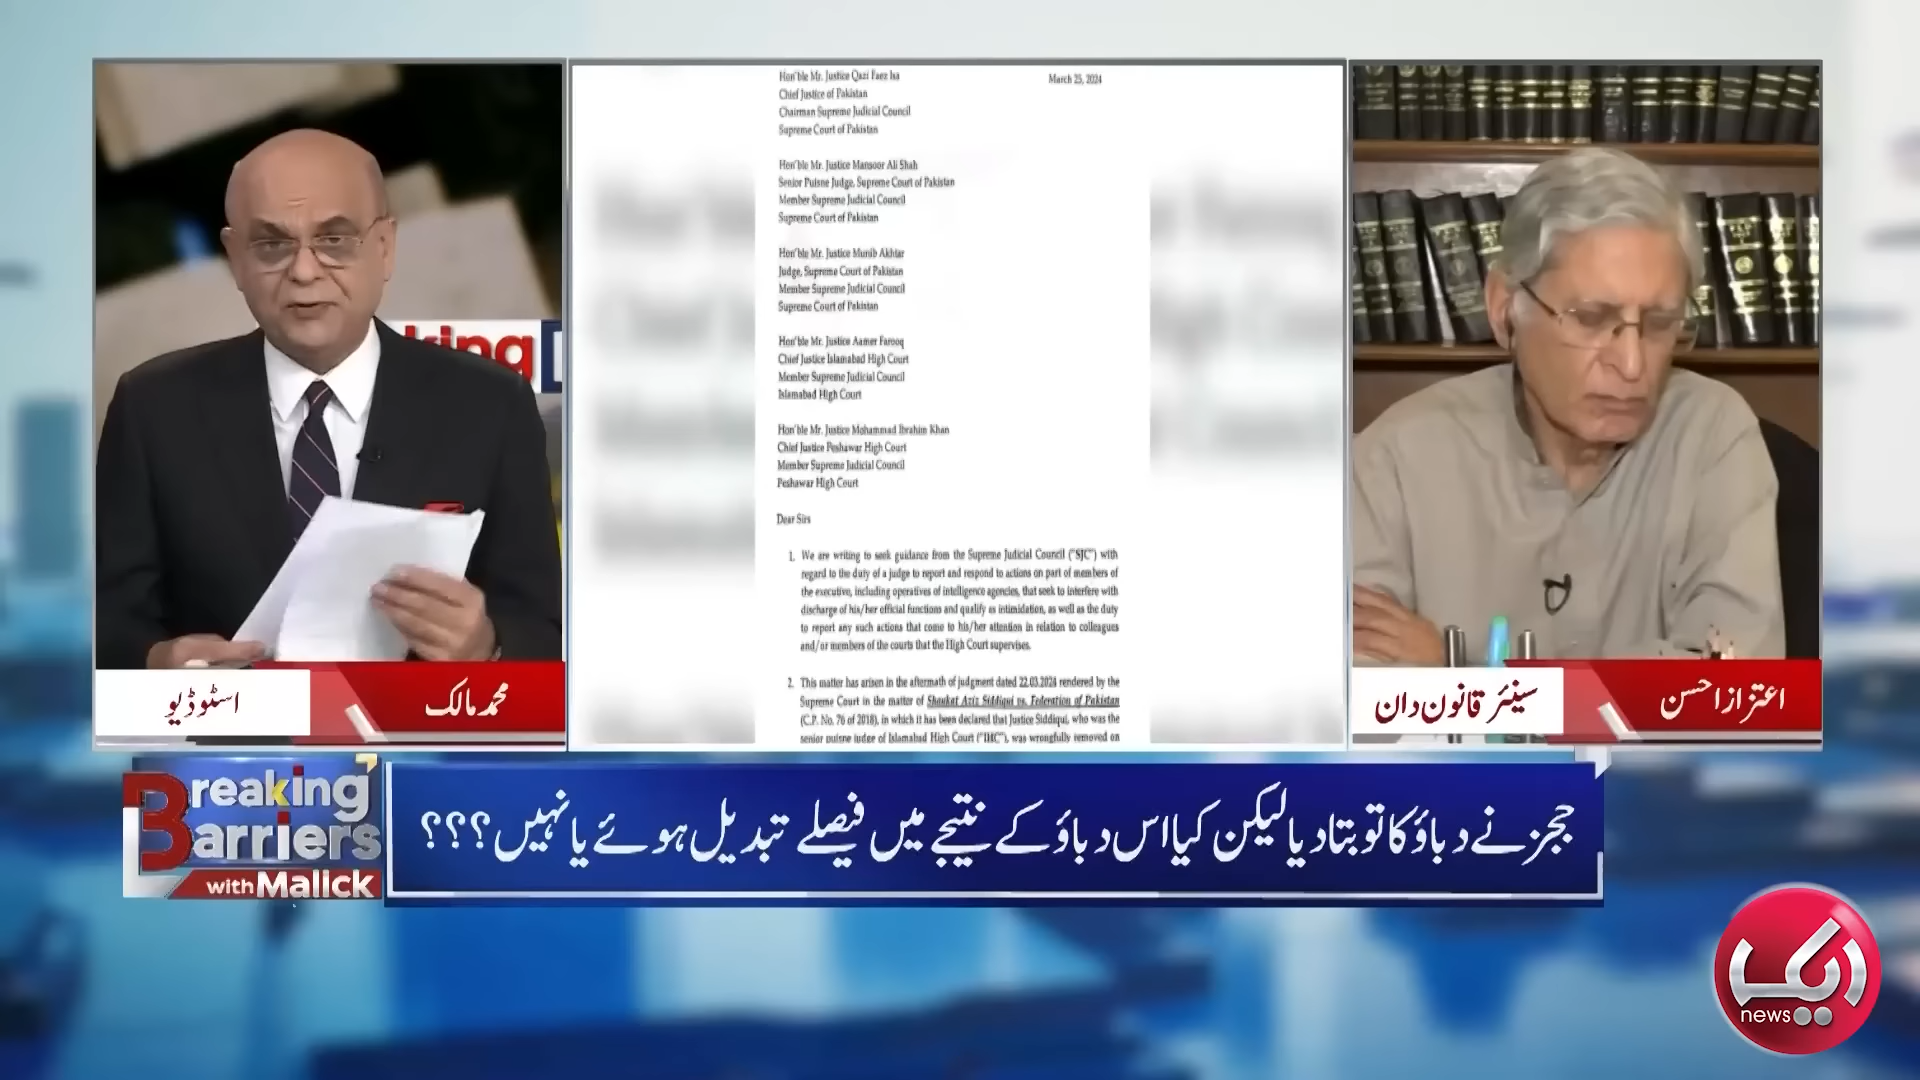 Hon'ble Mr. Justice Qazi Faez Isa
March 25, 2024
Chief Justice of Pakistan
Chairman Supreme Judicial Council
Supreme Court of Pakistan
Hon'ble Mr. Justice Mansoor Ali Shah
Senior Puisne Judge, Supreme Court of Pakistan
Member Supreme Judicial Council
Supreme Court of Pakistan
Hon'ble Mr. Justice Munib Akhtar
Judge, Supreme Court of Pakistan
Member Supreme Judicial Council
Supreme Court of Pakistan
Hon'ble Mr. Justice Aamer Farooq
Chief Justice Islamabad High Court
Member Supreme Judicial Council
Islamabad High Court
Hon'ble Mr. Justice Mohammad Ibrahim Khan
Chief Justice Peshawar High Court
Member Supreme Judicial Council
Peshawar High Court
Dear Sirs
1. We are writing to seek guidance from the Supreme Judicial Council ("SJC") with
regard to the duty of a judge to report and respond to actions on part of members of
the executive, including operatives of intelligence agencies, that seek to interfere with
discharge of his/her official functions and qualify as intimidation, as well as the duty
to report any such actions that come to his/her attention in relation to colleagues
and/or members of the courts that the High Court supervises.
2. This matter has arisen in the aftermath of judgment dated 22.03.2024 rendered by the
Supreme Court in the matter of Shaukat Aziz Siddiqui vs. Federation of Pakistan
(C.P. No. 76 of 2018), in which it has been declared that Justice Siddiqui, who was the
senior puisne judge of Islamabad High Court ("IHC"), was wrongfully removed on
king
محمد مالک
اسٹوڈیو
اعتزاز احسن
سینئر قانون دان
Breaking
Barriers
with Malick
ججز نے دباؤ کا تو بتا دیا لیکن کیا اس دباؤ کے نتیجے میں فیصلے تبدیل ہوئے یا نہیں ؟؟؟
ایک
news